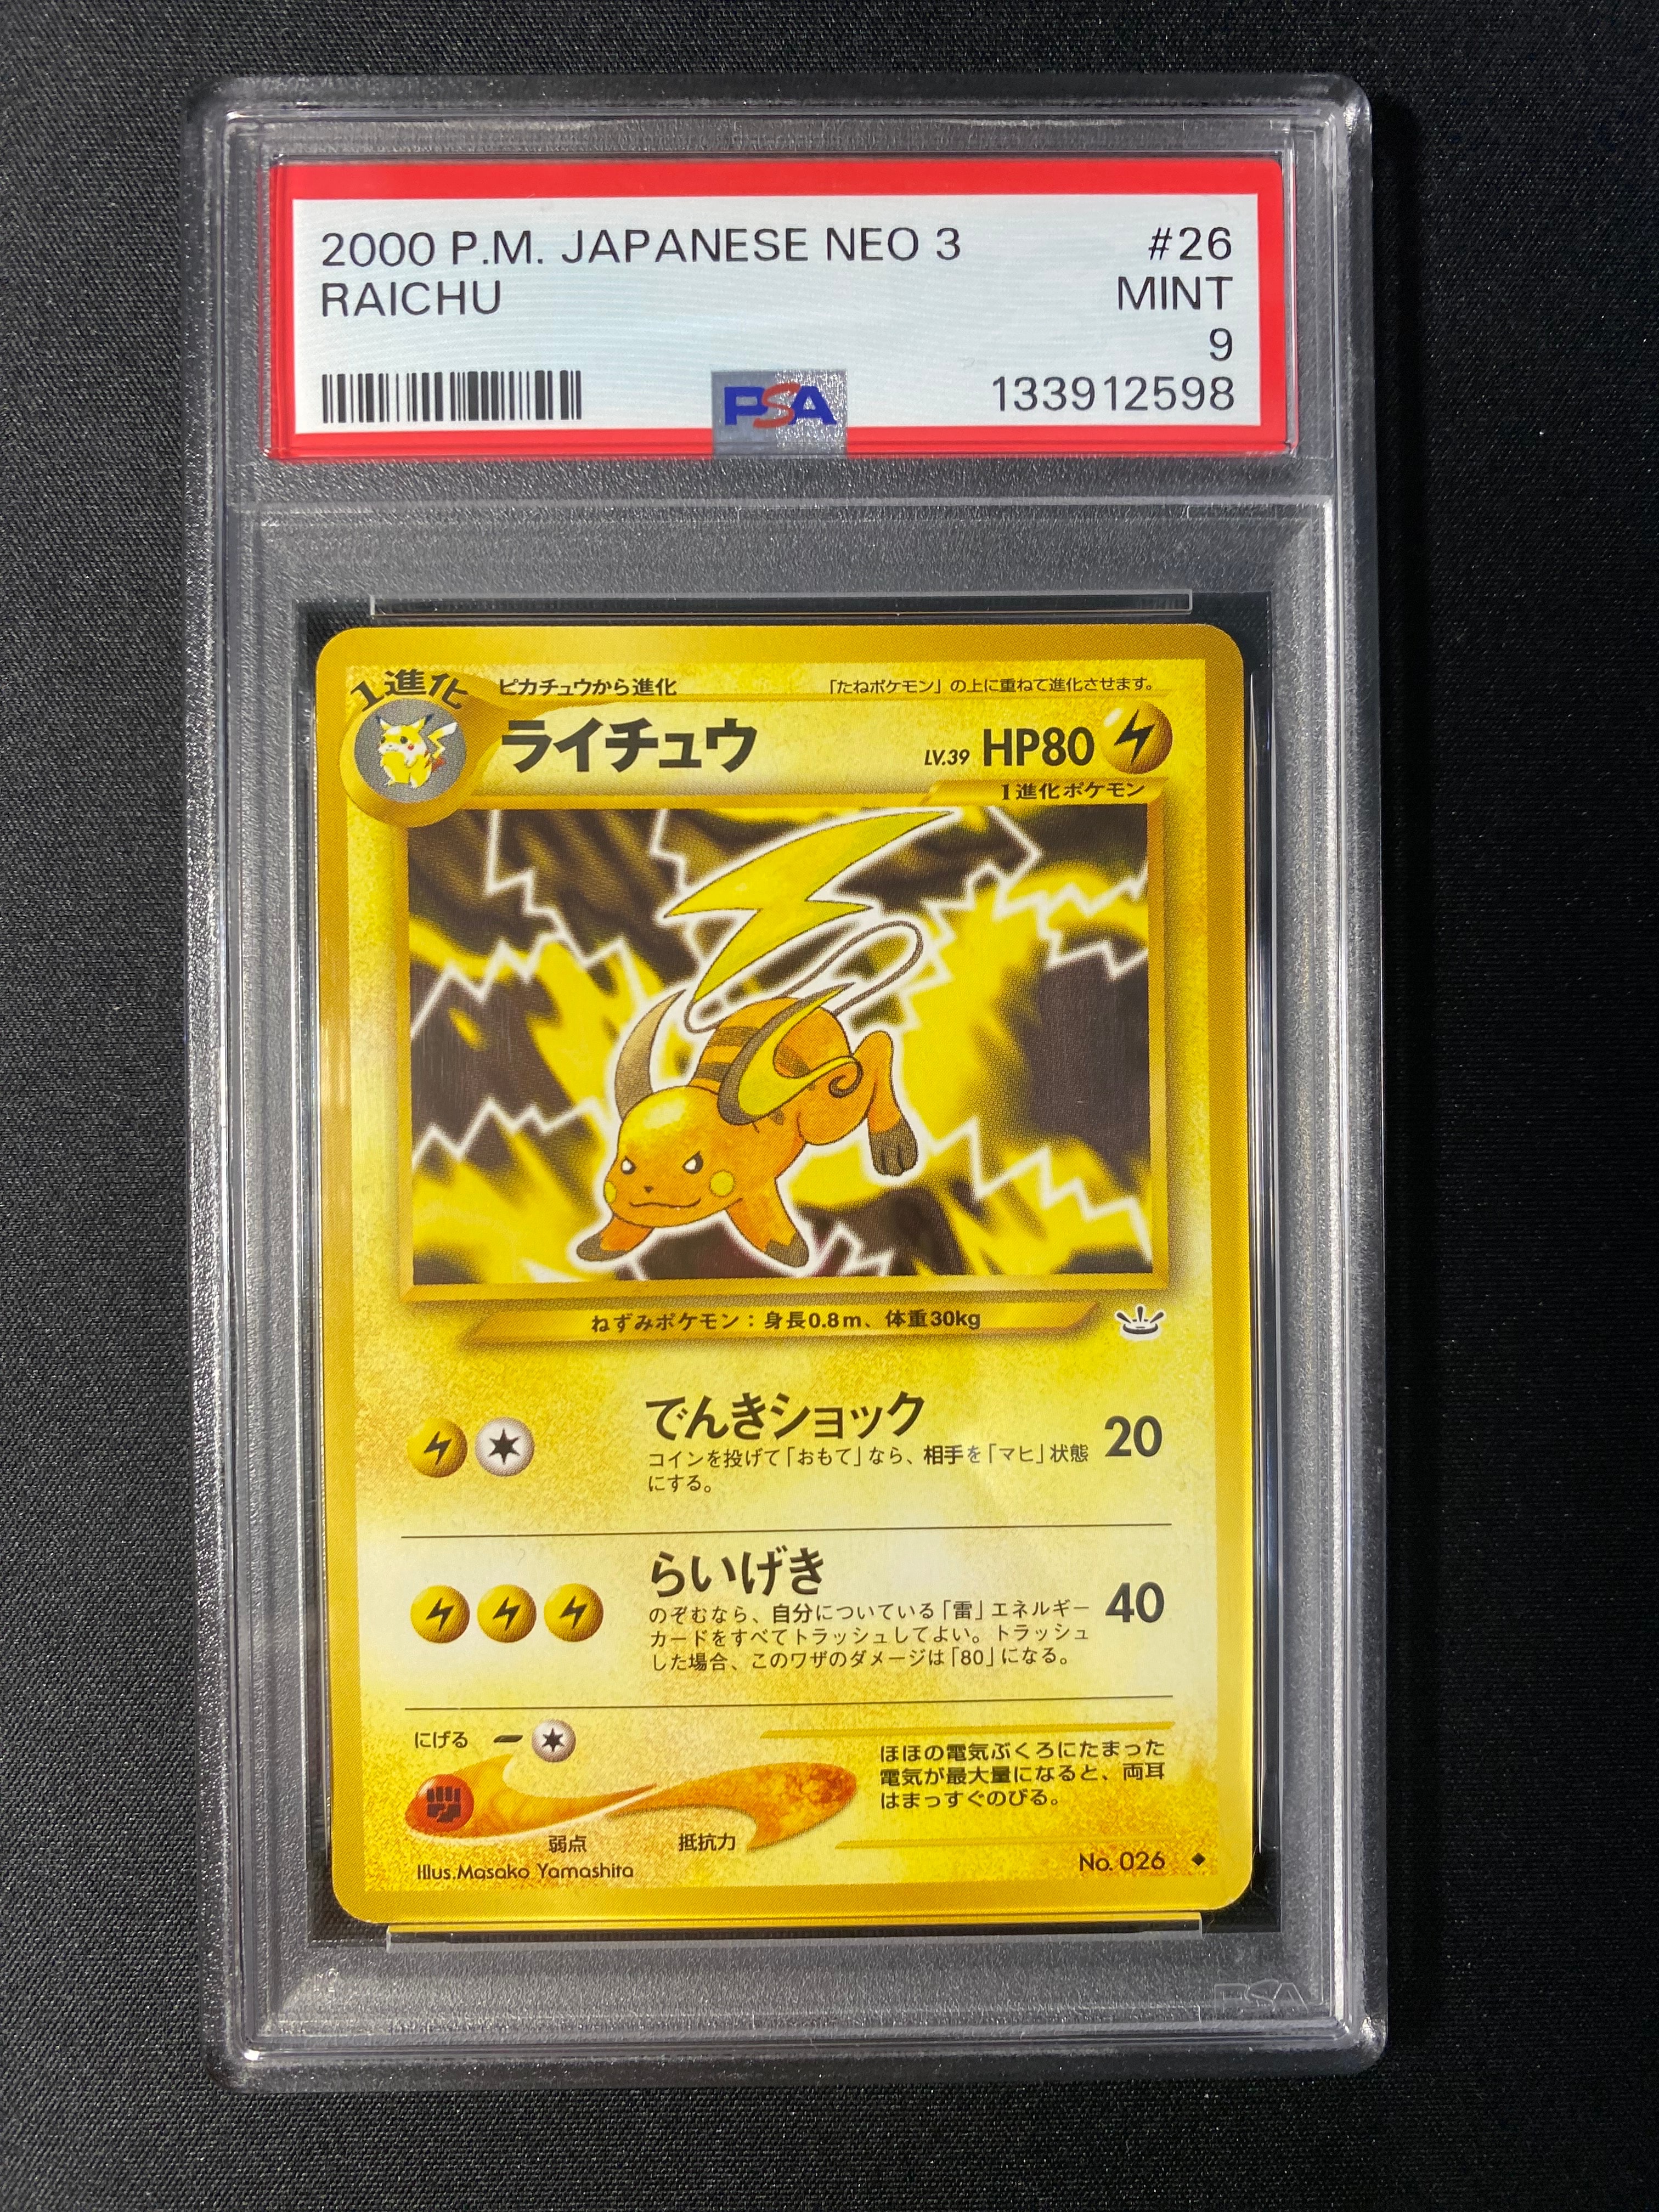 2000 P.M. JAPANESE NEO 3 #26
RAICHU MINT
9
PSA 133912598
1進化
ピカチュウから進化 「たねポケモン」の上に重ねて進化させます。
ライチュウ LV.39 HP80
1進化ポケモン
ねずみポケモン:身長0.8m、体重30kg
でんきショック 20
コインを投げて「おもて」なら、相手を「マヒ」状態
にする。
らいげき 40
のぞむなら、自分についている「雷」エネルギー
カードをすべてトラッシュしてよい。トラッシュ
した場合、このワザのダメージは「80」になる。
にげる
ほほの電気ぶくろにたまった
電気が最大量になると、両耳
はまっすぐのびる。
弱点 抵抗力
Illus.Masako Yamashita No. 026
PSA